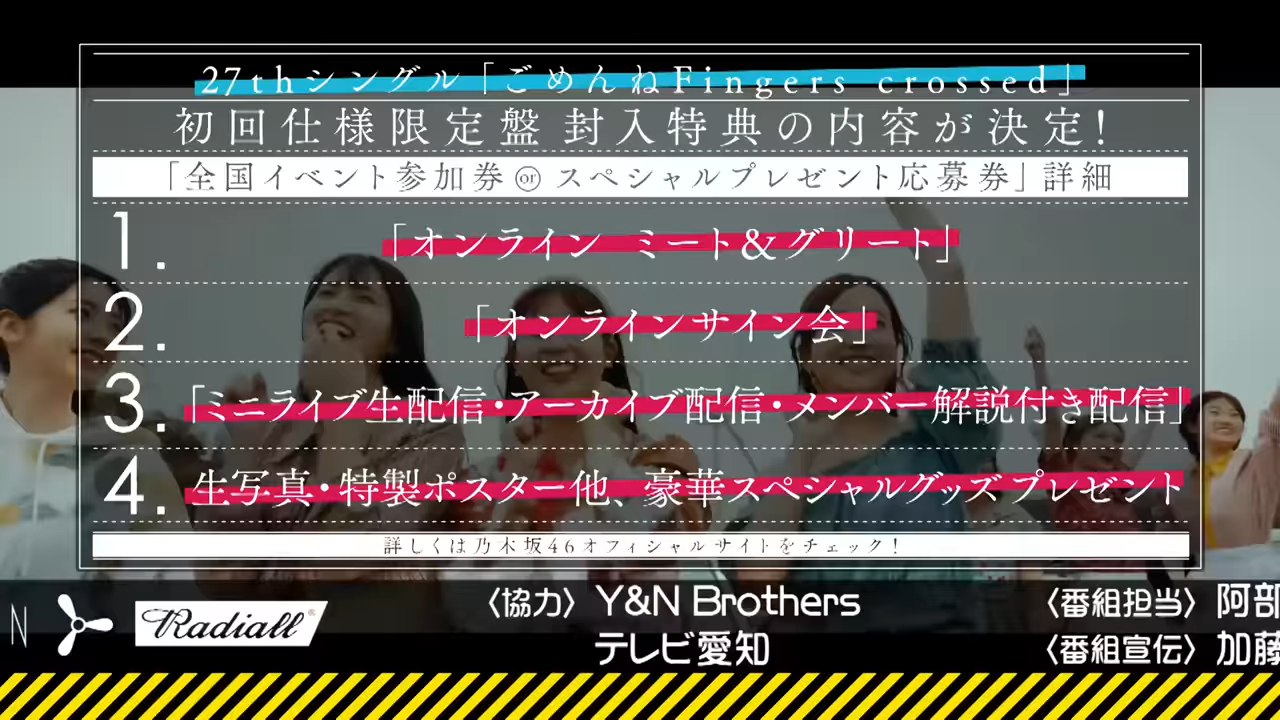 27thシングル「ごめんねFingers crossed」
初回仕様限定盤 封入特典の内容が決定!
「全国イベント参加券 or スペシャルプレゼント応募券」詳細
1. 「オンライン ミート&グリート」
2. 「オンラインサイン会」
3. 「ミニライブ生配信・アーカイブ配信・メンバー解説付き配信」
4. 生写真・特製ポスター他、豪華スペシャルグッズプレゼント
詳しくは乃木坂46オフィシャルサイトをチェック!
N Radiall® 〈協力〉 Y&N Brothers 〈番組担当〉 阿部
テレビ愛知 〈番組宣伝〉 加藤